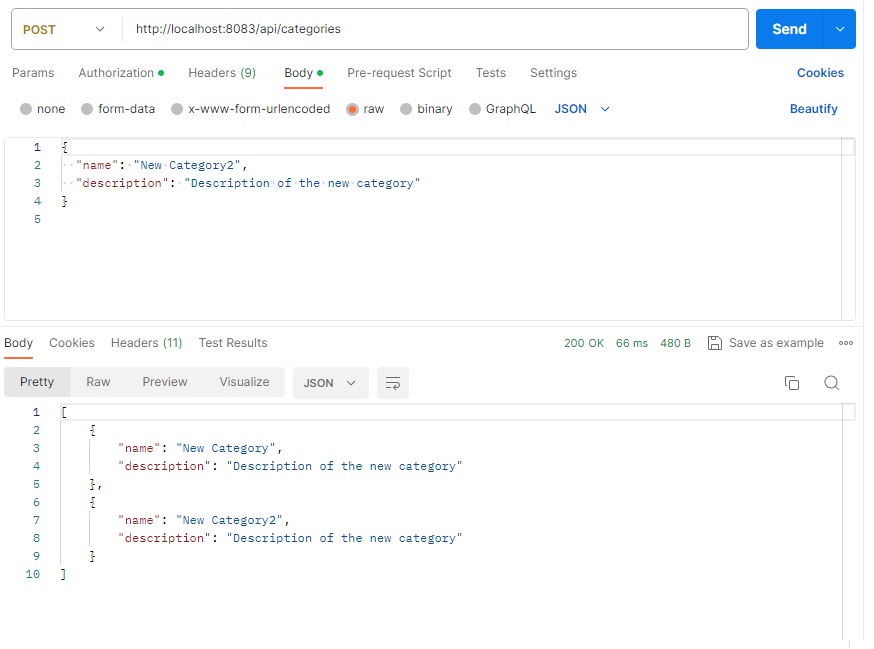 POST http://localhost:8083/api/categories Send
Params Authorization Headers (9) Body Pre-request Script Tests Settings Cookies
none form-data x-www-form-urlencoded raw binary GraphQL JSON Beautify
1 {
2 "name": "New Category2",
3 "description": "Description of the new category"
4 }
5
Body Cookies Headers (11) Test Results 200 OK 66 ms 480 B Save as example
Pretty Raw Preview Visualize JSON
1 [
2 {
3 "name": "New Category",
4 "description": "Description of the new category"
5 },
6 {
7 "name": "New Category2",
8 "description": "Description of the new category"
9 }
10 ]